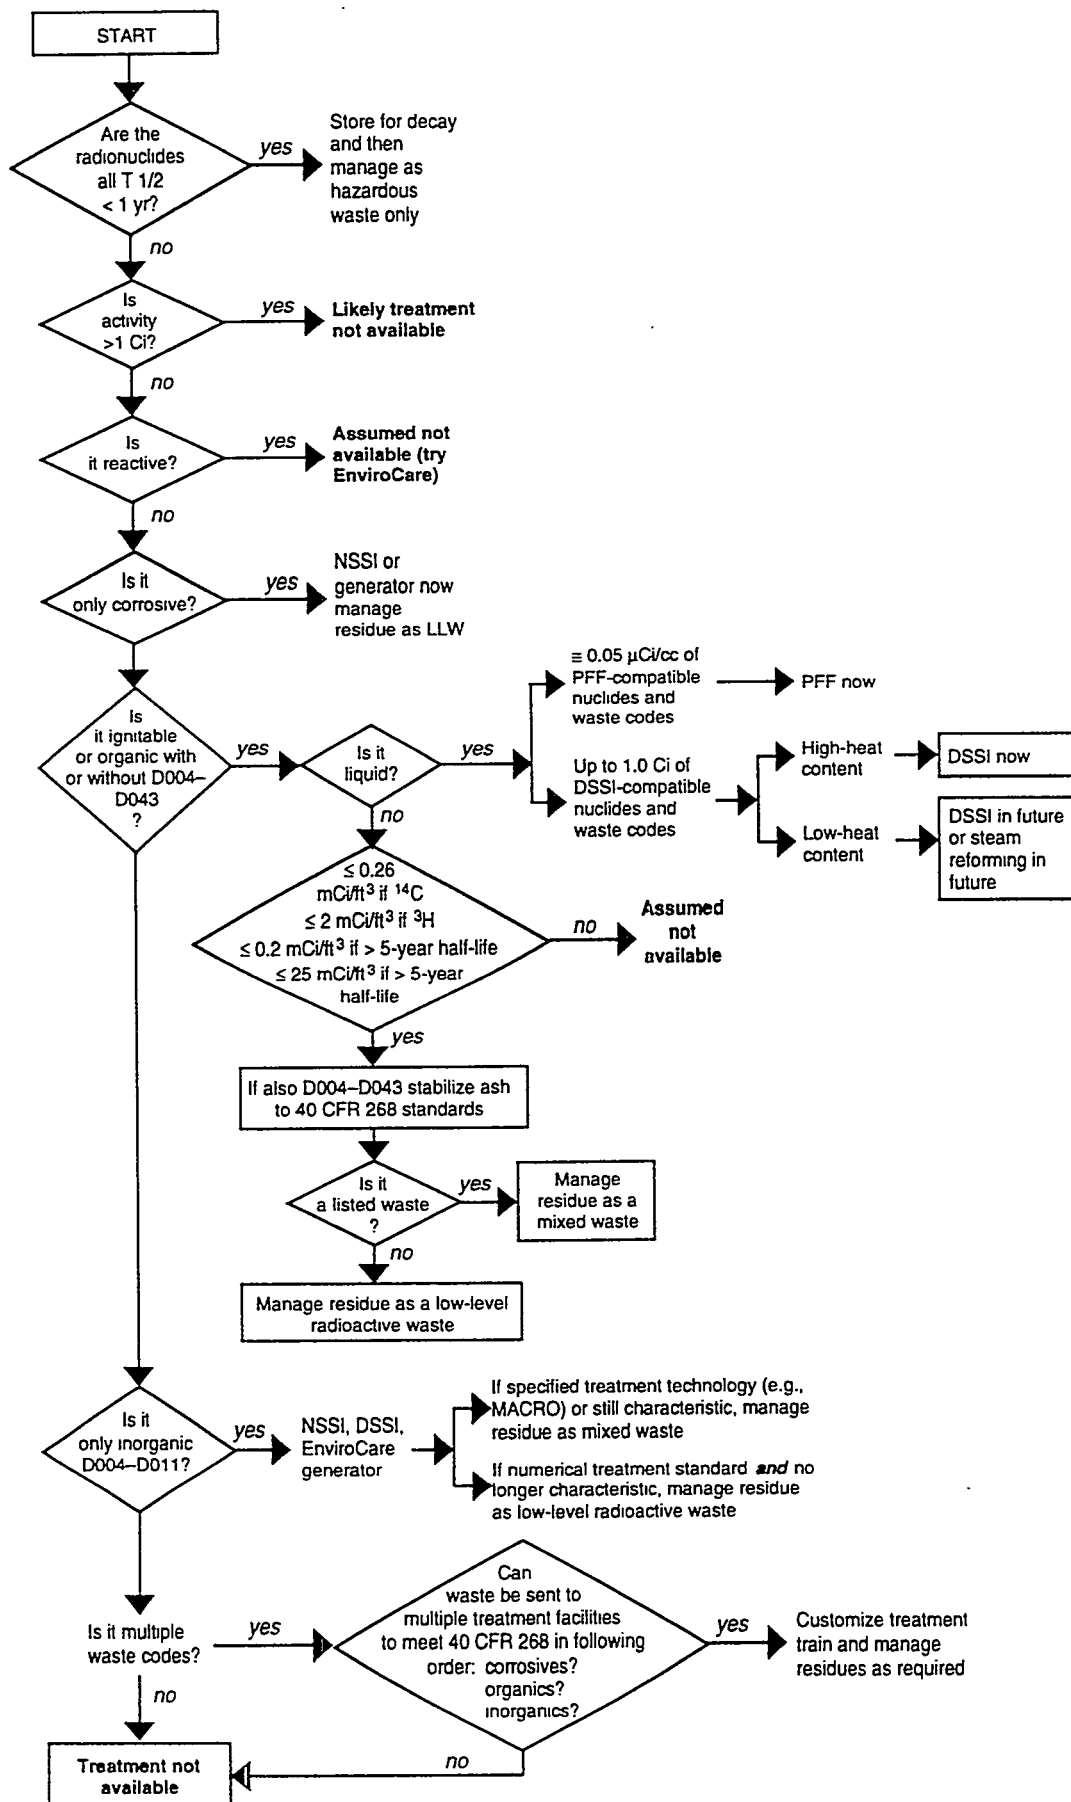 START
Are the
radionuclides
all T 1/2
< 1 yr?
yes
Store for decay
and then
manage as
hazardous
waste only
no
Is
activity
>1 Ci?
yes
Likely treatment
not available
no
Is
it reactive?
yes
Assumed not
available (try
EnviroCare)
no
Is it
only corrosive?
yes
NSSI or
generator now
manage
residue as LLW
Is
it ignitable
or organic with
or without D004–
D043
?
yes
Is it
liquid?
yes
≡ 0.05 µCi/cc of
PFF-compatible
nuclides and
waste codes
PFF now
Up to 1.0 Ci of
DSSI-compatible
nuclides and
waste codes
High-heat
content
DSSI now
Low-heat
content
DSSI in future
or steam
reforming in
future
no
≤ 0.26
mCi/ft³ if ¹⁴C
≤ 2 mCi/ft³ if ³H
≤ 0.2 mCi/ft³ if > 5-year half-life
≤ 25 mCi/ft³ if > 5-year
half-life
no
Assumed
not
available
yes
If also D004–D043 stabilize ash
to 40 CFR 268 standards
Is it
a listed waste
?
yes
Manage
residue as a
mixed waste
no
Manage residue as a low-level
radioactive waste
Is it
only inorganic
D004–D011?
yes
NSSI, DSSI,
EnviroCare
generator
If specified treatment technology (e.g.,
MACRO) or still characteristic, manage
residue as mixed waste
If numerical treatment standard and no
longer characteristic, manage residue
as low-level radioactive waste
Is it multiple
waste codes?
yes
Can
waste be sent to
multiple treatment facilities
to meet 40 CFR 268 in following
order: corrosives?
organics?
inorganics?
yes
Customize treatment
train and manage
residues as required
no
no
Treatment not
available